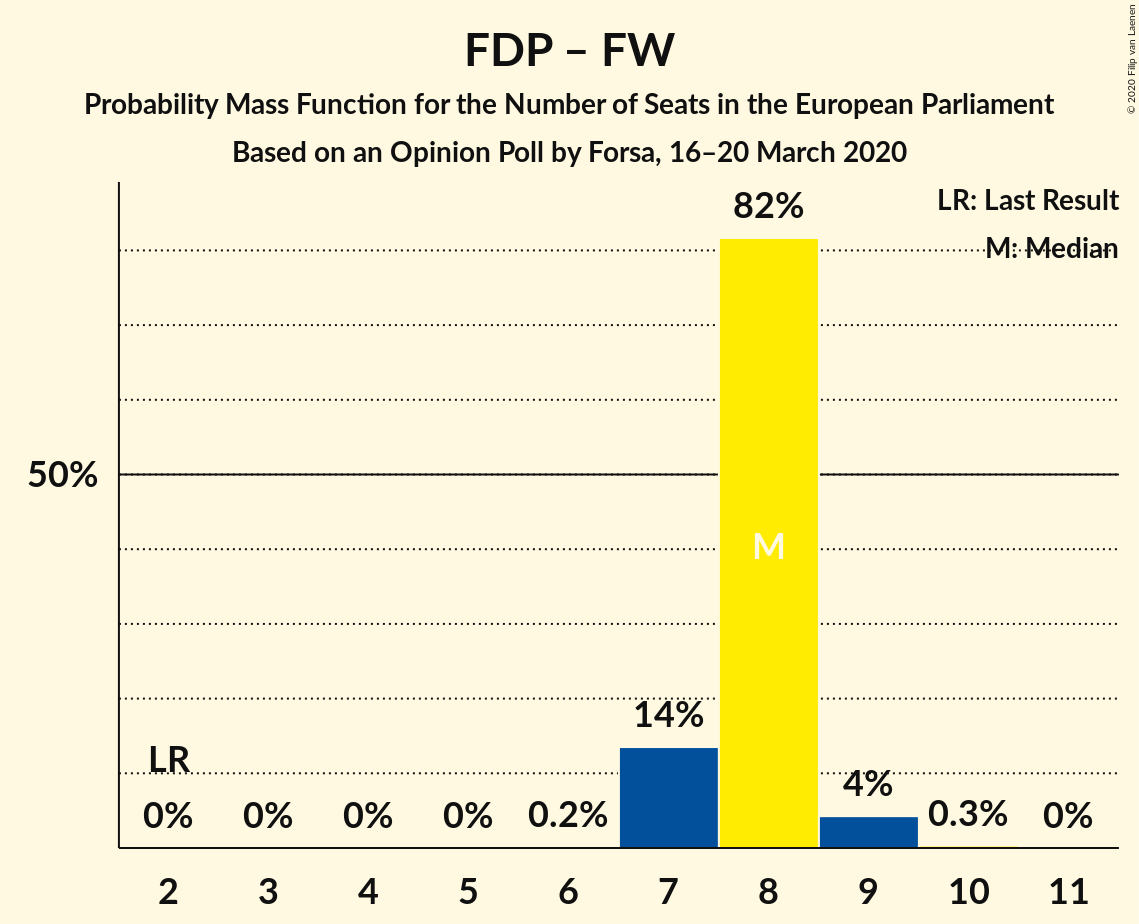 FDP – FW
Probability Mass Function for the Number of Seats in the European Parliament
Based on an Opinion Poll by Forsa, 16–20 March 2020
© 2020 Filip van Laenen
LR: Last Result
M: Median
82%
50%
M
14%
LR
4%
0% 0% 0% 0% 0.2% 0.3% 0%
2 3 4 5 6 7 8 9 10 11